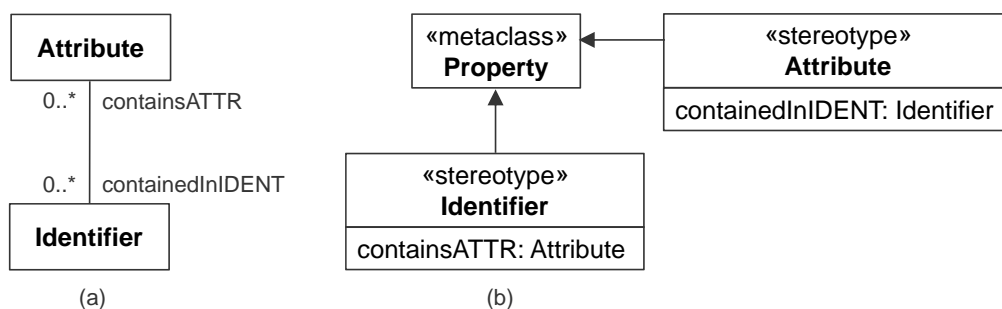 Attribute
0..*
containsATTR
0..*
containedInIDENT
Identifier
(a)
«metaclass»
Property
«stereotype»
Attribute
containedInIDENT: Identifier
«stereotype»
Identifier
containsATTR: Attribute
(b)